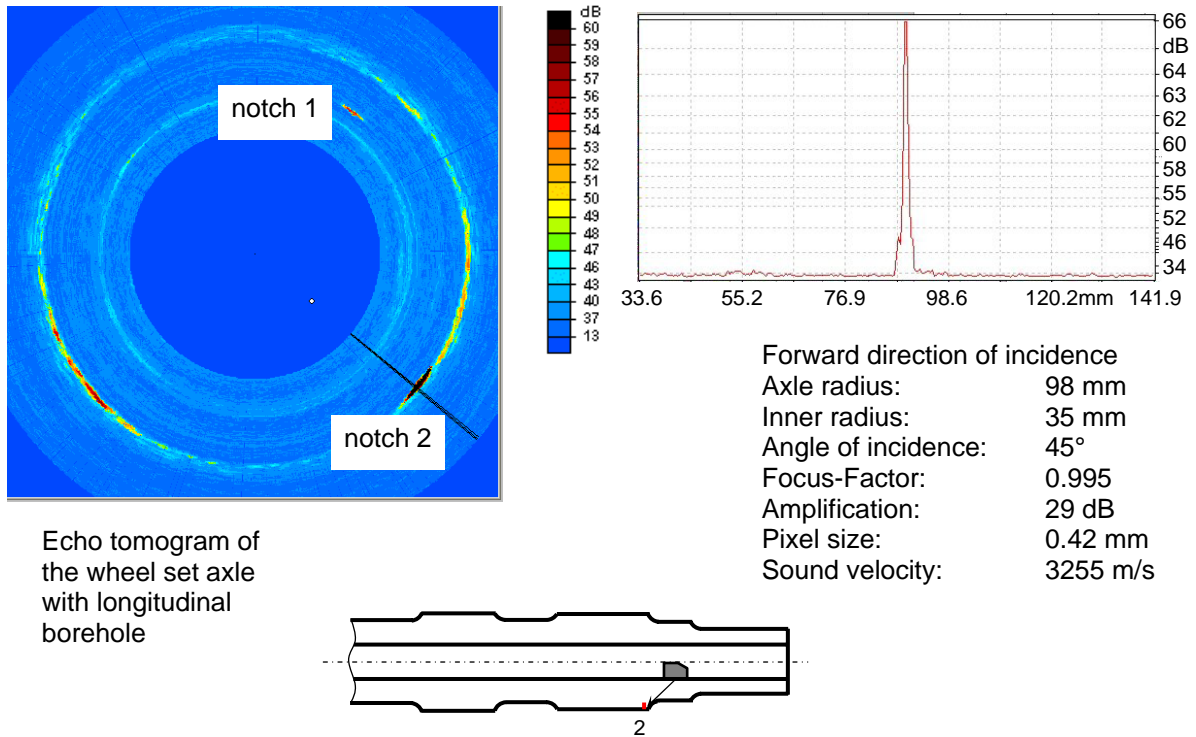 notch 1
notch 2
dB
60
59
58
57
56
55
54
53
52
51
50
49
48
47
46
43
40
37
13
66
dB
64
63
62
60
58
55
52
46
34
33.6 55.2 76.9 98.6 120.2mm 141.9
Forward direction of incidence
Axle radius: 98 mm
Inner radius: 35 mm
Angle of incidence: 45°
Focus-Factor: 0.995
Amplification: 29 dB
Pixel size: 0.42 mm
Sound velocity: 3255 m/s
Echo tomogram of
the wheel set axle
with longitudinal
borehole
2